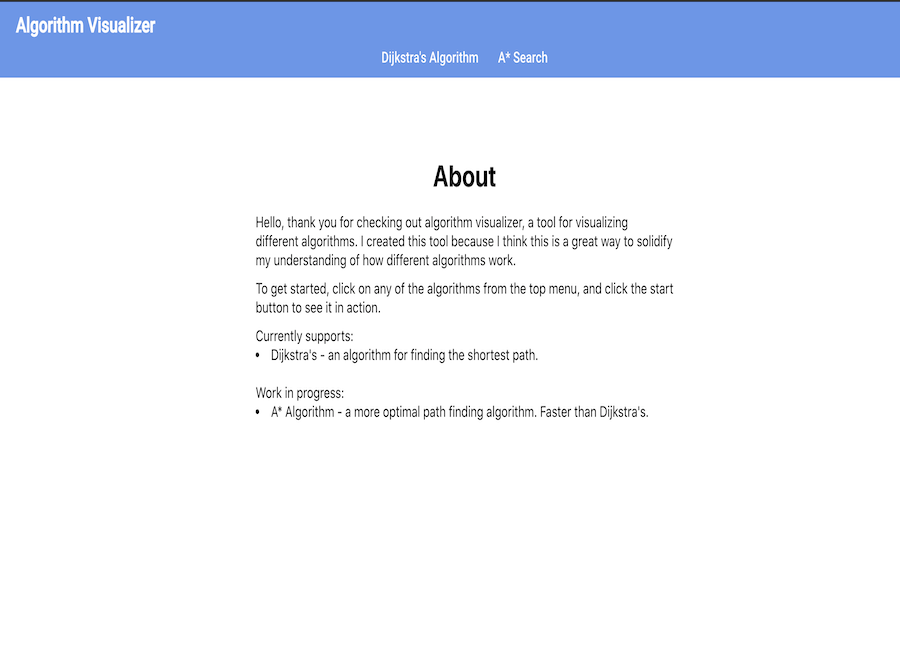 Algorithm Visualizer
Dijkstra's Algorithm A* Search
About
Hello, thank you for checking out algorithm visualizer, a tool for visualizing
different algorithms. I created this tool because I think this is a great way to solidify
my understanding of how different algorithms work.
To get started, click on any of the algorithms from the top menu, and click the start
button to see it in action.
Currently supports:
• Dijkstra's - an algorithm for finding the shortest path.
Work in progress:
• A* Algorithm - a more optimal path finding algorithm. Faster than Dijkstra's.